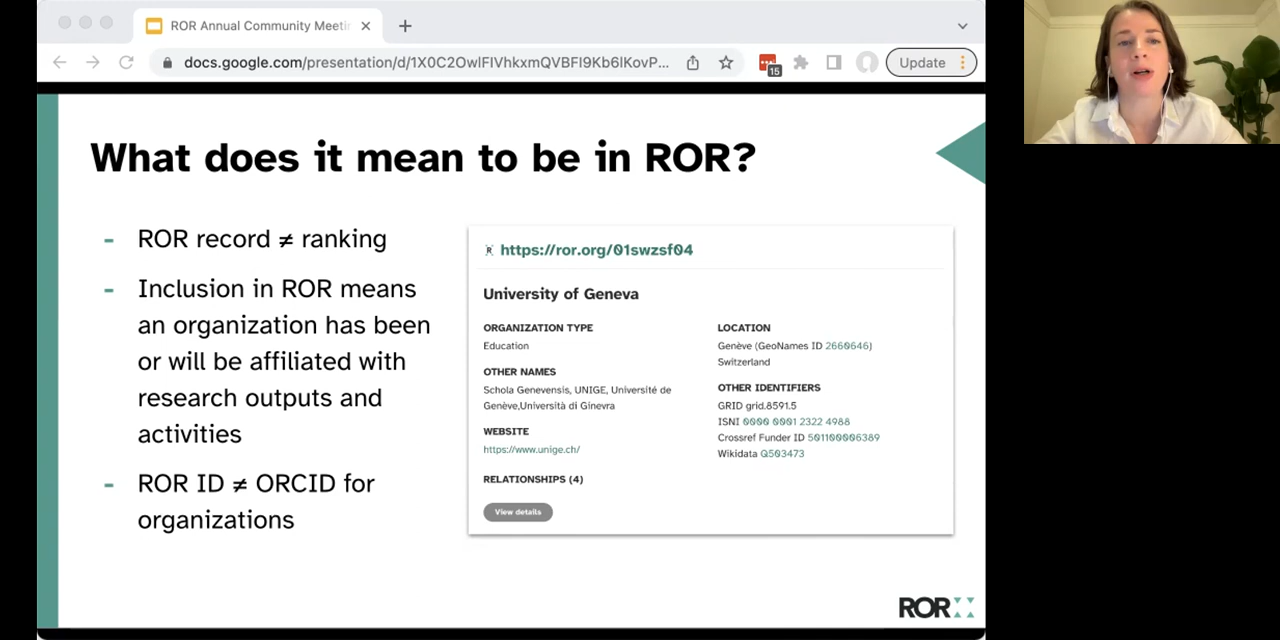 ROR Annual Community Meetin
docs.google.com/presentation/d/1X0C2OwlFIVhkxmQVBFl9Kb6lKovP...
15
Update
What does it mean to be in ROR?
- ROR record ≠ ranking
- Inclusion in ROR means
an organization has been
or will be affiliated with
research outputs and
activities
- ROR ID ≠ ORCID for
organizations
R https://ror.org/01swzsf04
University of Geneva
ORGANIZATION TYPE
Education
OTHER NAMES
Schola Genevensis, UNIGE, Université de
Genève,Università di Ginevra
WEBSITE
https://www.unige.ch/
RELATIONSHIPS (4)
View details
LOCATION
Genève (GeoNames ID 2660646)
Switzerland
OTHER IDENTIFIERS
GRID grid.8591.5
ISNI 0000 0001 2322 4988
Crossref Funder ID 501100006389
Wikidata Q503473
ROR